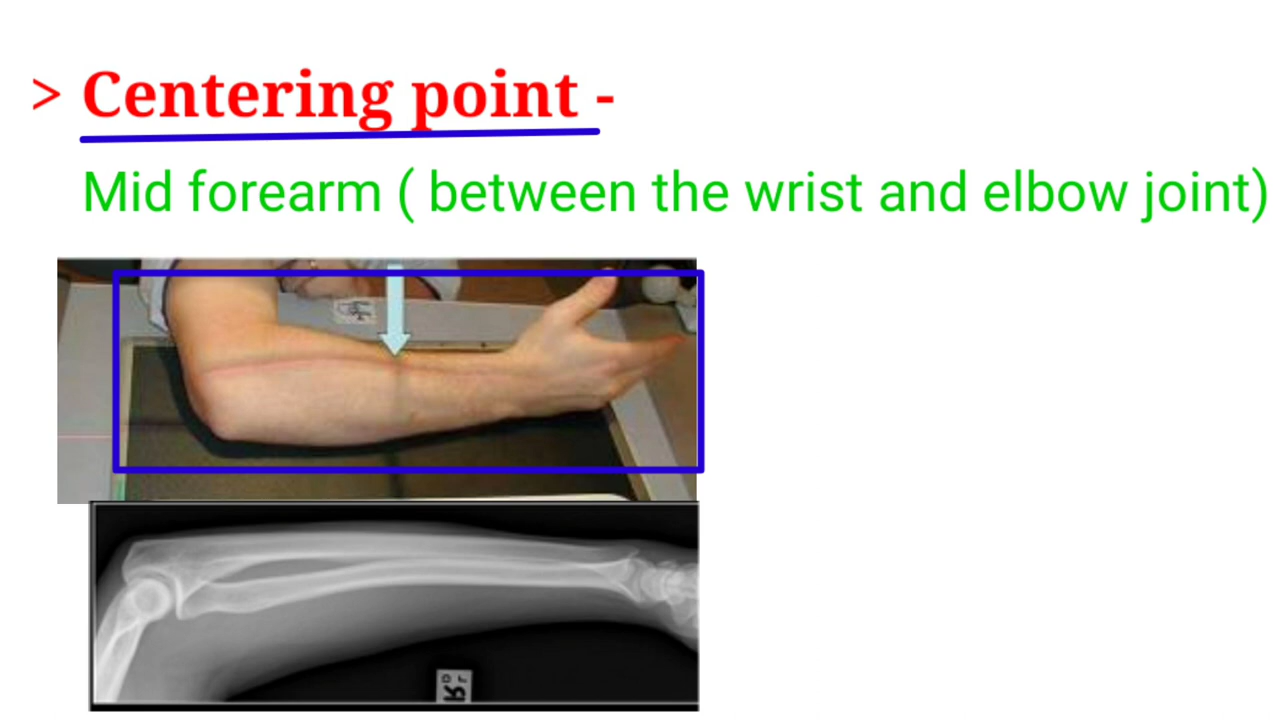 > Centering point -
Mid forearm ( between the wrist and elbow joint)